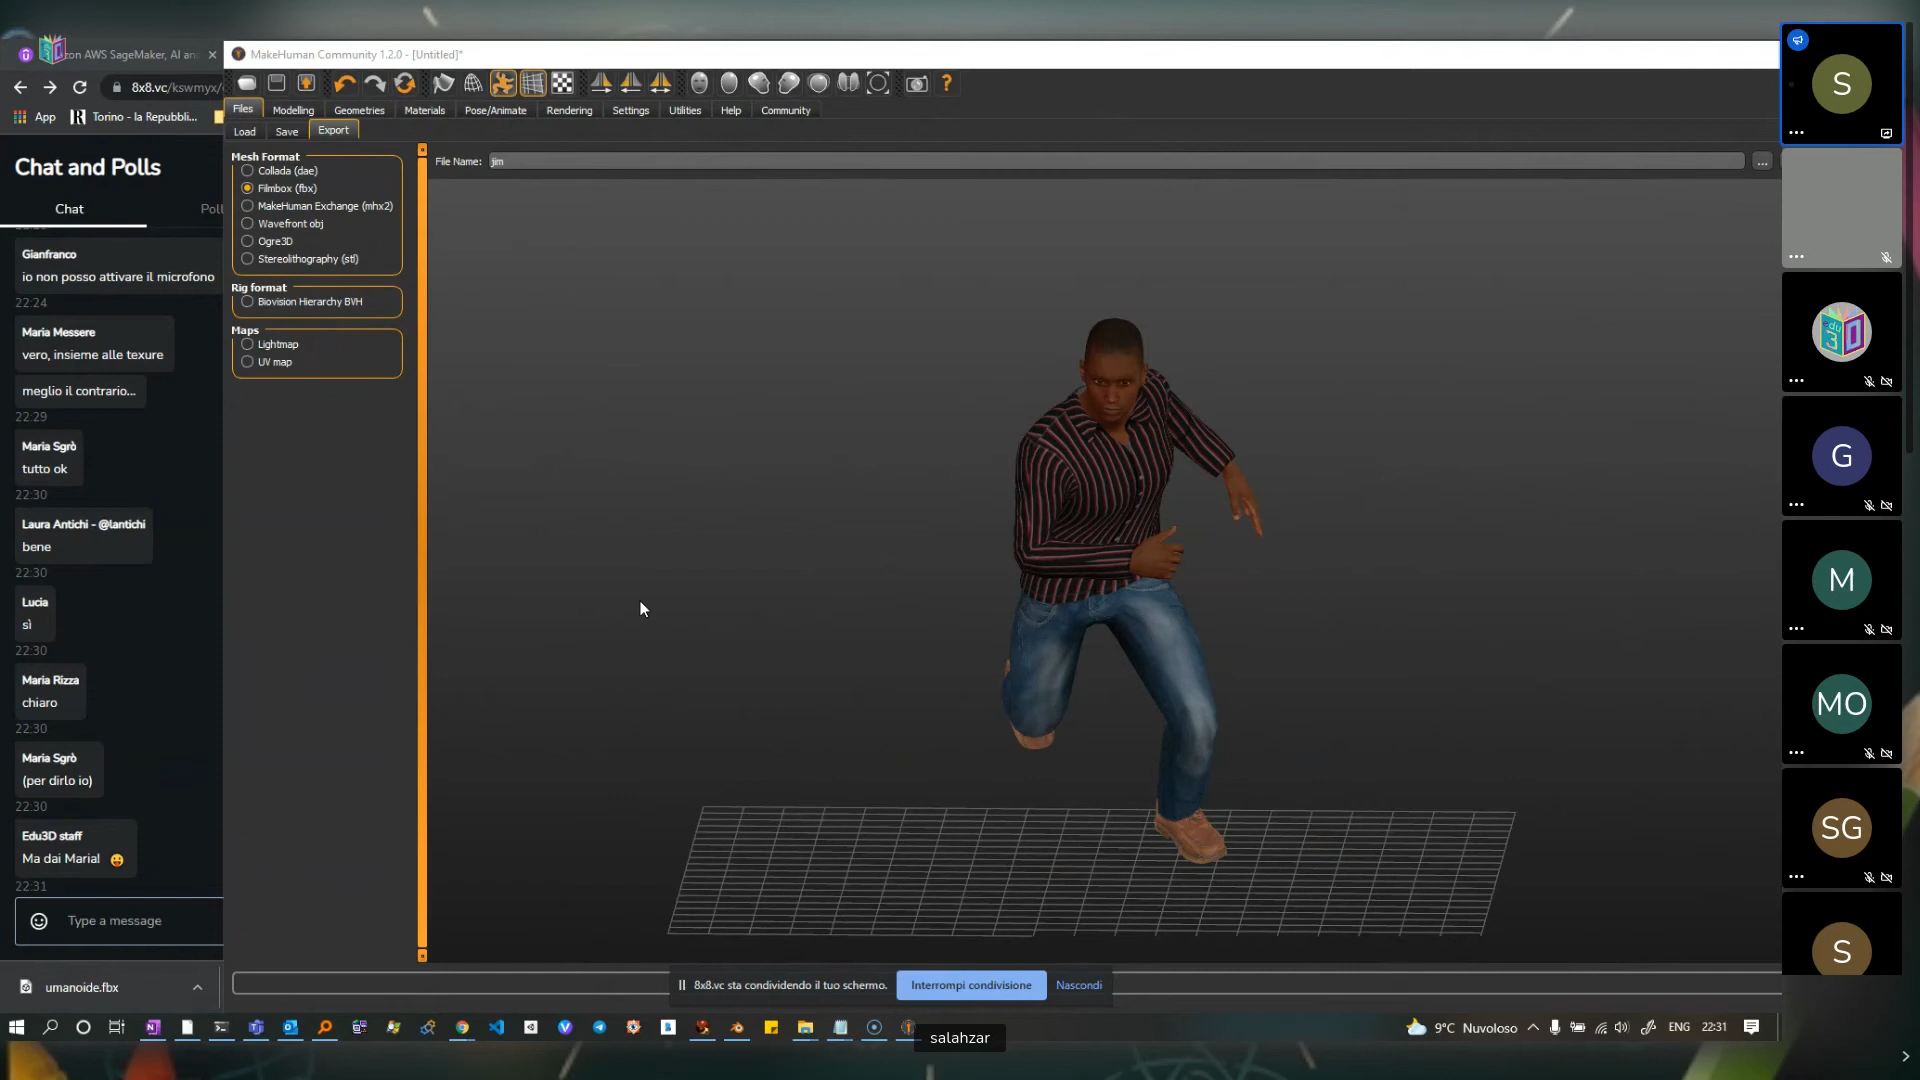 zon AWS SageMaker, AI an
8x8.vc/kswmyx/
App
Torino - la Repubbli...
Chat and Polls
Chat
Poll
Gianfranco
io non posso attivare il microfono
22:24
Maria Messere
vero, insieme alle texure
meglio il contrario...
22:29
Maria Sgrò
tutto ok
22:30
Laura Antichi - @lantichi
bene
22:30
Lucia
sì
22:30
Maria Rizza
chiaro
22:30
Maria Sgrò
(per dirlo io)
22:30
Edu3D staff
Ma dai Maria!
22:31
Type a message
umanoide.fbx
MakeHuman Community 1.2.0 - [Untitled]*
Files
Modelling
Geometries
Materials
Pose/Animate
Rendering
Settings
Utilities
Help
Community
Load
Save
Export
Mesh Format
Collada (dae)
Filmbox (fbx)
MakeHuman Exchange (mhx2)
Wavefront obj
Ogre3D
Stereolithography (stl)
Rig format
Biovision Hierarchy BVH
Maps
Lightmap
UV map
File Name:
jim
...
8x8.vc sta condividendo il tuo schermo.
Interrompi condivisione
Nascondi
9°C Nuvoloso
ENG
22:31
salahzar
S
edu
3D
G
M
MO
SG
S